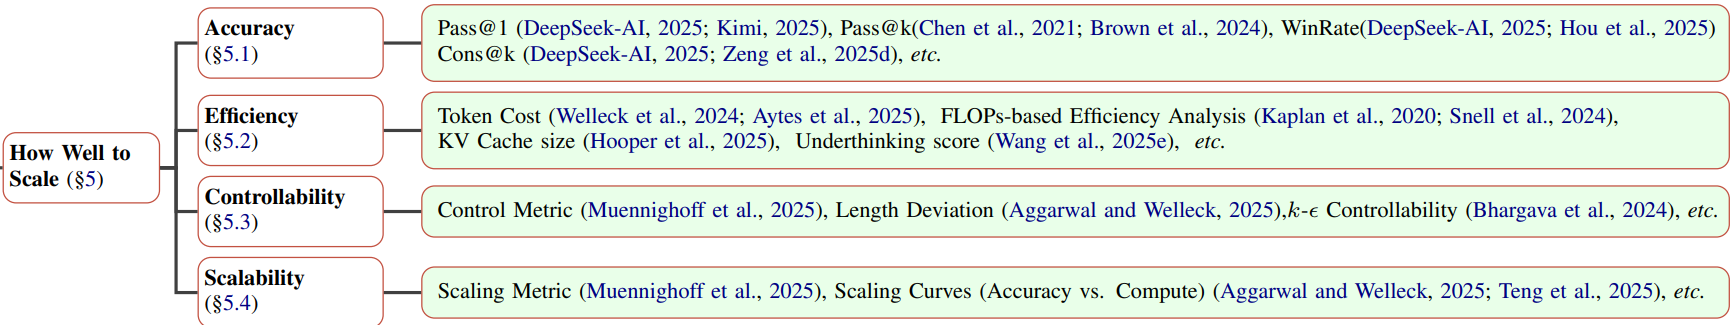 How Well to
Scale (§5)
Accuracy
(§5.1)
Pass@1 (DeepSeek-AI, 2025; Kimi, 2025), Pass@k(Chen et al., 2021; Brown et al., 2024), WinRate(DeepSeek-AI, 2025; Hou et al., 2025)
Cons@k (DeepSeek-AI, 2025; Zeng et al., 2025d), etc.
Efficiency
(§5.2)
Token Cost (Welleck et al., 2024; Aytes et al., 2025), FLOPs-based Efficiency Analysis (Kaplan et al., 2020; Snell et al., 2024),
KV Cache size (Hooper et al., 2025), Underthinking score (Wang et al., 2025e), etc.
Controllability
(§5.3)
Control Metric (Muennighoff et al., 2025), Length Deviation (Aggarwal and Welleck, 2025),k-ϵ Controllability (Bhargava et al., 2024), etc.
Scalability
(§5.4)
Scaling Metric (Muennighoff et al., 2025), Scaling Curves (Accuracy vs. Compute) (Aggarwal and Welleck, 2025; Teng et al., 2025), etc.